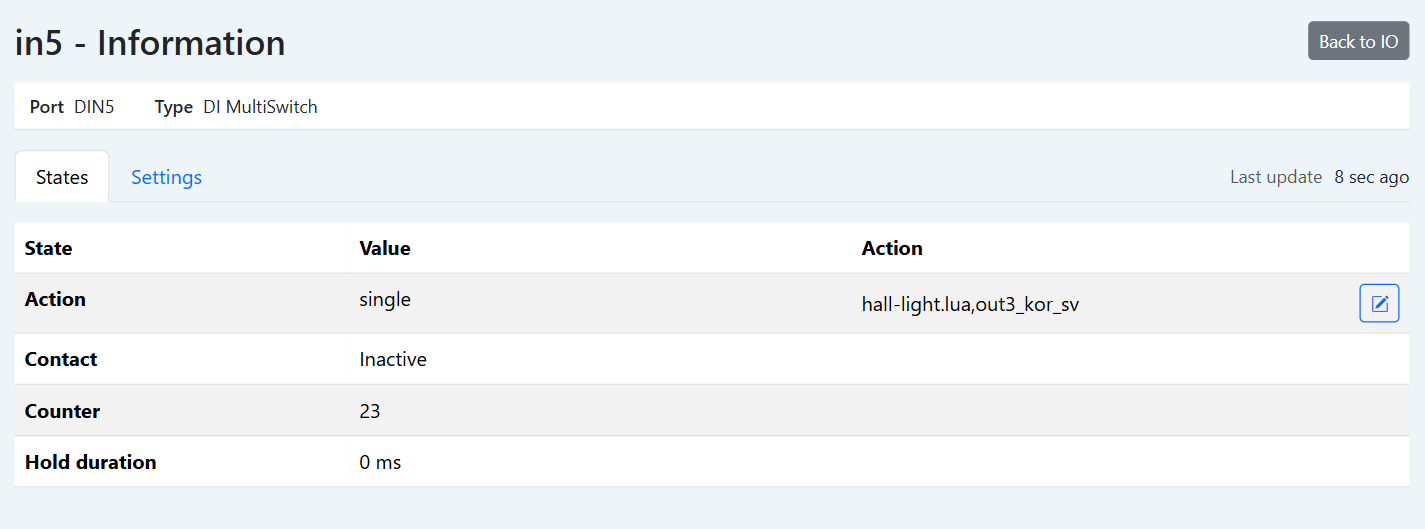 in5 - Information
Back to IO
Port DIN5 Type DI MultiSwitch
States Settings Last update 8 sec ago
State Value Action
Action single hall-light.lua,out3_kor_sv
Contact Inactive
Counter 23
Hold duration 0 ms